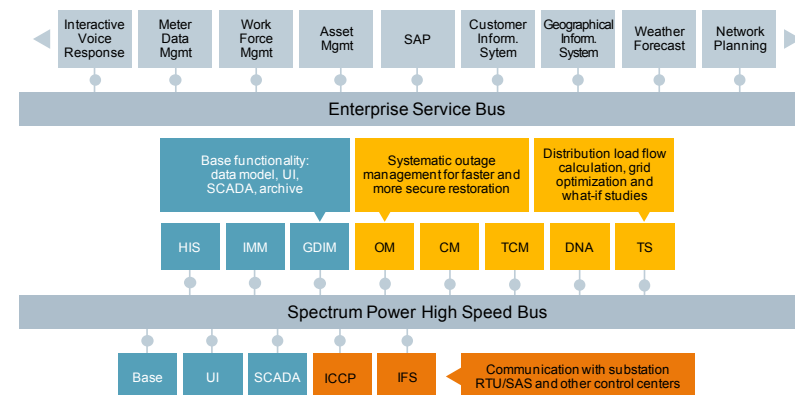 Interactive
Voice
Response
Meter
Data
Mgmt
Work
Force
Mgmt
Asset
Mgmt
SAP
Customer
Inform.
Sytem
Geographical
Inform.
System
Weather
Forecast
Network
Planning
Enterprise Service Bus
Base functionality:
data model, UI,
SCADA, archive
Systematic outage
management for faster and
more secure restoration
Distribution load flow
calculation, grid
optimization and
what-if studies
HIS
IMM
GDIM
OM
CM
TCM
DNA
TS
Spectrum Power High Speed Bus
Base
UI
SCADA
ICCP
IFS
Communication with substation
RTU/SAS and other control centers